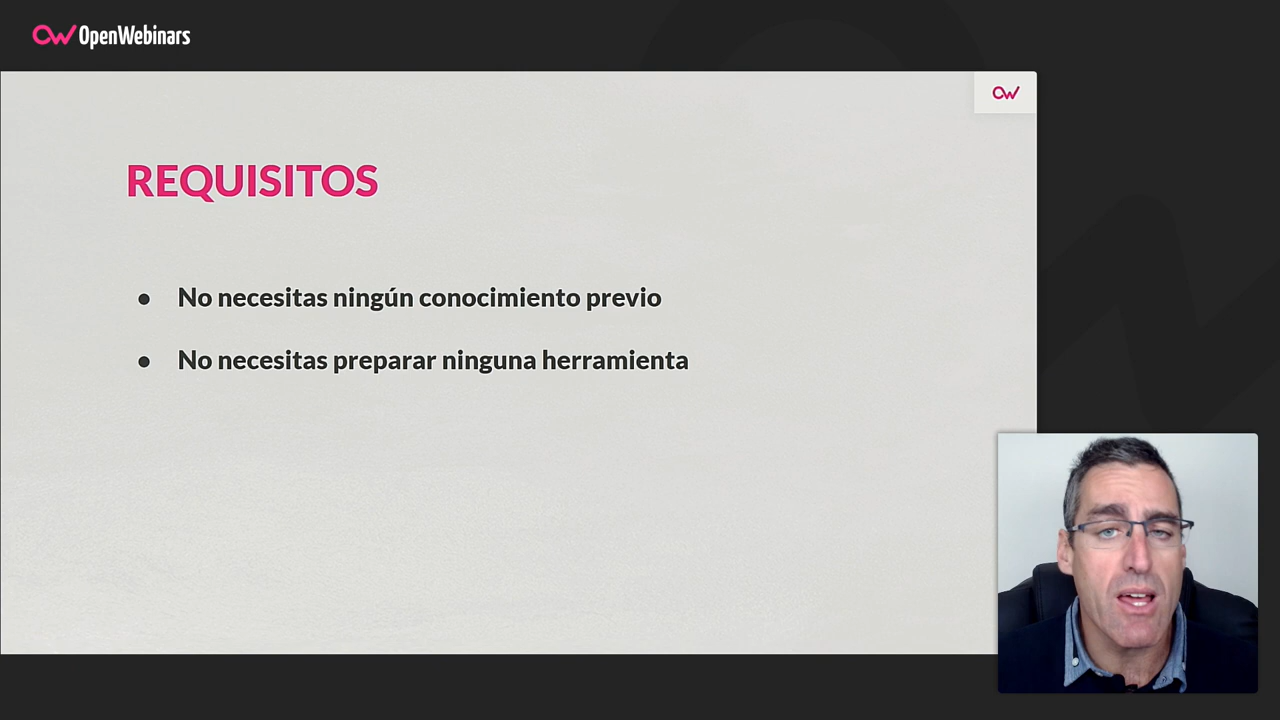 OpenWebinars
REQUISITOS
● No necesitas ningún conocimiento previo
● No necesitas preparar ninguna herramienta